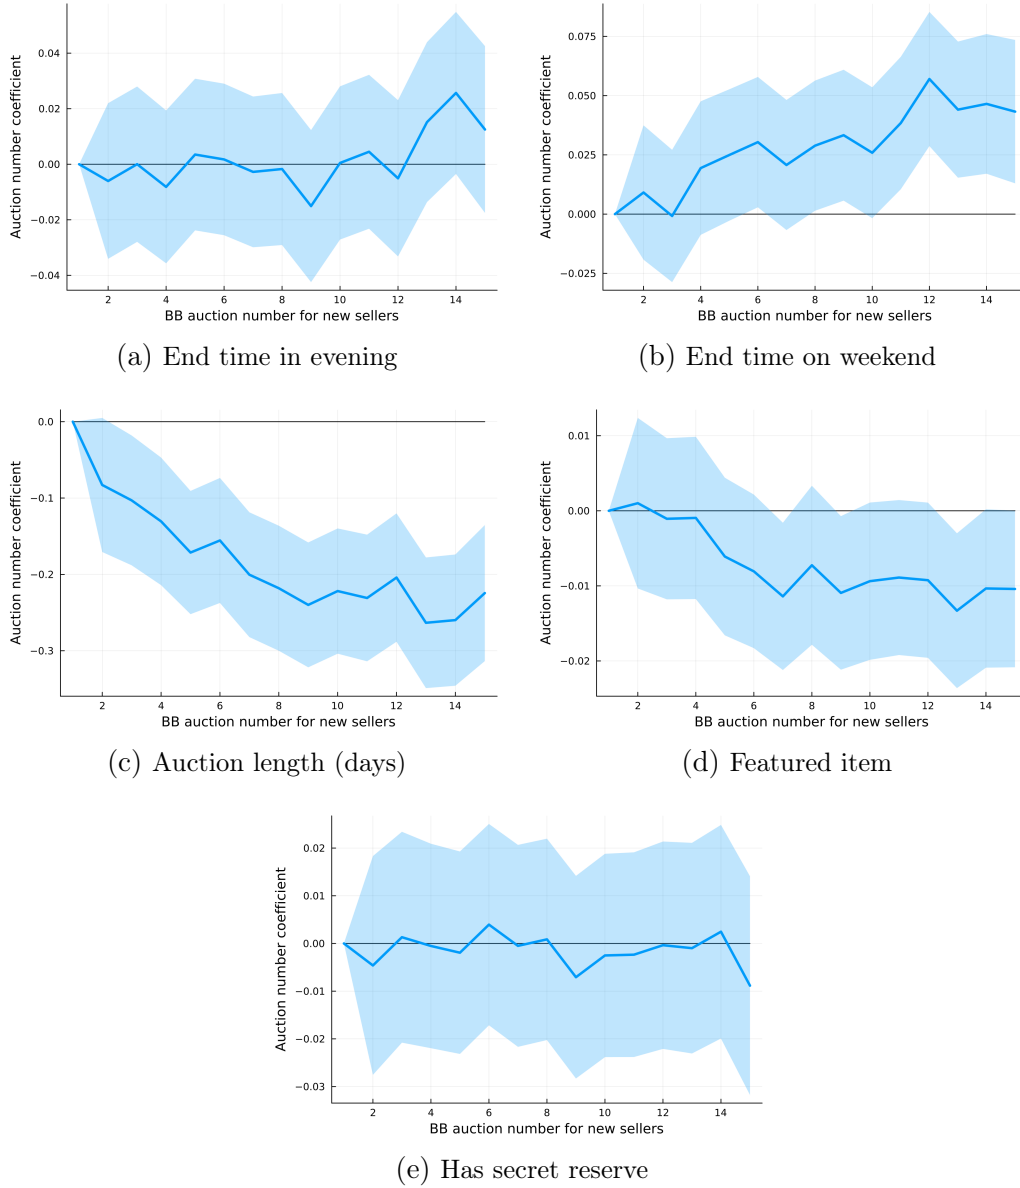 Auction number coefficient
0.04
0.02
0.00
−0.02
−0.04
2 4 6 8 10 12 14
BB auction number for new sellers
(a) End time in evening
Auction number coefficient
0.075
0.050
0.025
0.000
−0.025
2 4 6 8 10 12 14
BB auction number for new sellers
(b) End time on weekend
Auction number coefficient
0.0
−0.1
−0.2
−0.3
2 4 6 8 10 12 14
BB auction number for new sellers
(c) Auction length (days)
Auction number coefficient
0.01
0.00
−0.01
−0.02
2 4 6 8 10 12 14
BB auction number for new sellers
(d) Featured item
Auction number coefficient
0.02
0.01
0.00
−0.01
−0.02
−0.03
2 4 6 8 10 12 14
BB auction number for new sellers
(e) Has secret reserve